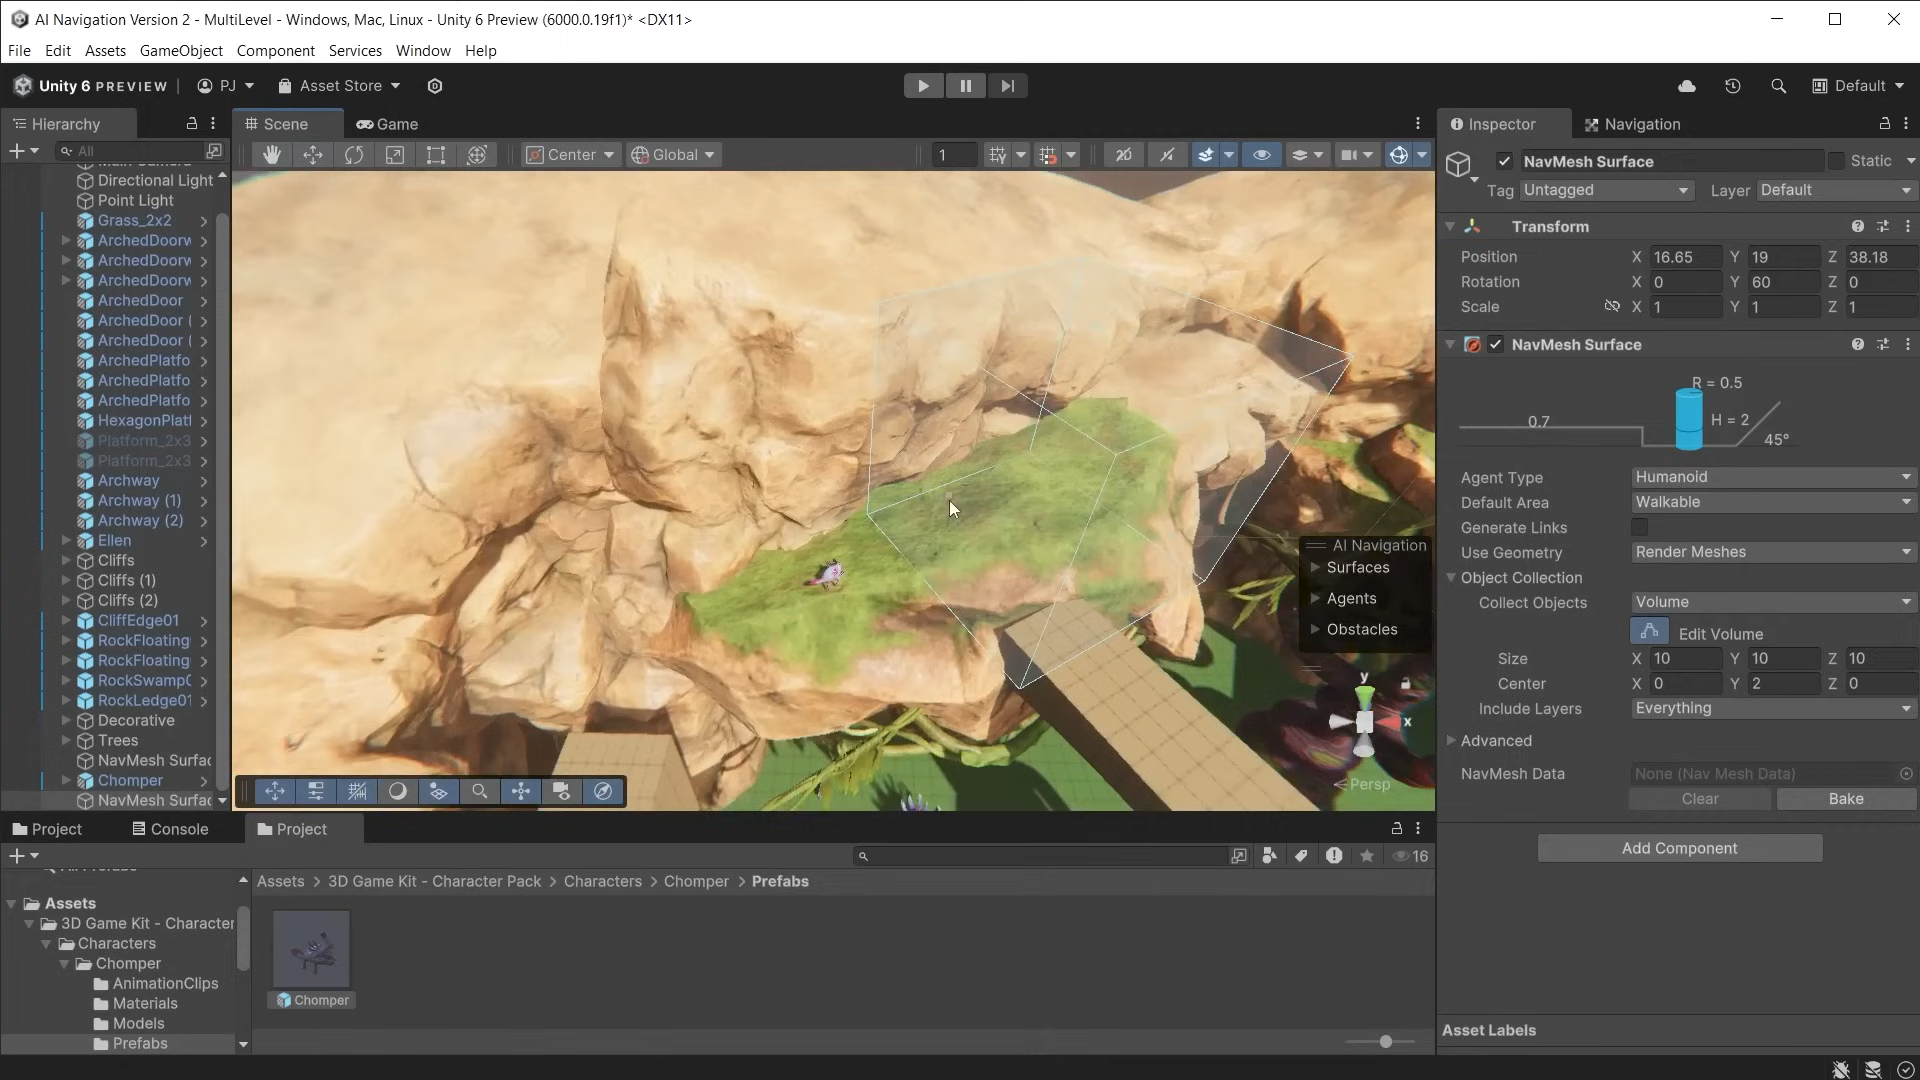 AI Navigation Version 2 - MultiLevel - Windows, Mac, Linux - Unity 6 Preview (6000.0.19f1)* <DX11>
File Edit Assets GameObject Component Services Window Help
Unity 6 PREVIEW PJ Asset Store Default
Hierarchy
All
Directional Light
Point Light
Grass_2x2
ArchedDoorw
ArchedDoorw
ArchedDoorw
ArchedDoor
ArchedDoor (
ArchedDoor (
ArchedPlatfo
ArchedPlatfo
ArchedPlatfo
HexagonPlatf
Platform_2x3
Platform_2x3
Archway
Archway (1)
Archway (2)
Ellen
Cliffs
Cliffs (1)
Cliffs (2)
CliffEdge01
RockFloating
RockFloating
RockSwamp
RockLedge01
Decorative
Trees
NavMesh Surfac
Chomper
NavMesh Surfac
Scene Game
Center Global 1 2D
AI Navigation
Surfaces
Agents
Obstacles
y
x
Persp
Inspector Navigation
NavMesh Surface Static
Tag Untagged Layer Default
Transform
Position X 16.65 Y 19 Z 38.18
Rotation X 0 Y 60 Z 0
Scale X 1 Y 1 Z 1
NavMesh Surface
R = 0.5
0.7
H = 2
45°
Agent Type Humanoid
Default Area Walkable
Generate Links
Use Geometry Render Meshes
Object Collection
Collect Objects Volume
Edit Volume
Size X 10 Y 10 Z 10
Center X 0 Y 2 Z 0
Include Layers Everything
Advanced
NavMesh Data None (Nav Mesh Data)
Clear Bake
Add Component
Asset Labels
Project Console Project
16
Assets > 3D Game Kit - Character Pack > Characters > Chomper > Prefabs
Assets
3D Game Kit - Character
Characters
Chomper
AnimationClips
Materials
Models
Prefabs
Chomper